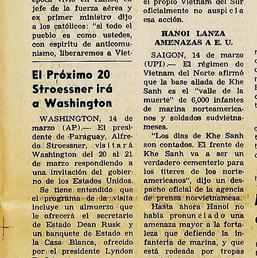 jefe de la fuerza aérea y
ex primer ministro dijo
a los católicos: "si todo el
pueblo es como ustedes,
con espíritu de anticomu-
nismo, liberaremos a Viet-
El Próximo 20
Stroessner irá
a Washington
WASHINGTON, 14 de
marzo (AP).— El presi-
dente de Paraguay, Alfre-
do Stroessner, visitará
Washington del 20 al 21
de marzo respondiendo a
una invitación del gobier-
no de los Estados Unidos.
Se tiene entendido que
el programa de la visita
incluye un almuerzo que
le ofrecerá el secretario
de Estado Dean Rusk y
un banquete de Estado en
la Casa Blanca, ofrecido
por el presidente Lyndon
el propio Vietnam del Sur
oficialmente no auspicia
esa acción.
HANOI LANZA
AMENAZAS A E. U.
SAIGON, 14 de marzo
(UPI).— El régimen de
Vietnam del Norte afirmó
que la base aliada de Khe
Sanh es el "valle de la
muerte" de 6,000 infantes
de marina norteamerica-
nos y soldados sudvietna-
meses.
"Los días de Khe Sanh
son contados. El frente de
Khe Sanh va a ser un
verdadero cementerio para
los títeres de los norte-
americanos", dijo un des-
pacho oficial de la agencia
de prensa norvietnamesa.
Hasta ahora Hanoi no
había pronunciado una
amenaza mayor a la forta-
leza que defiende la in-
fantería de marina, y que
está rodeada por tropas